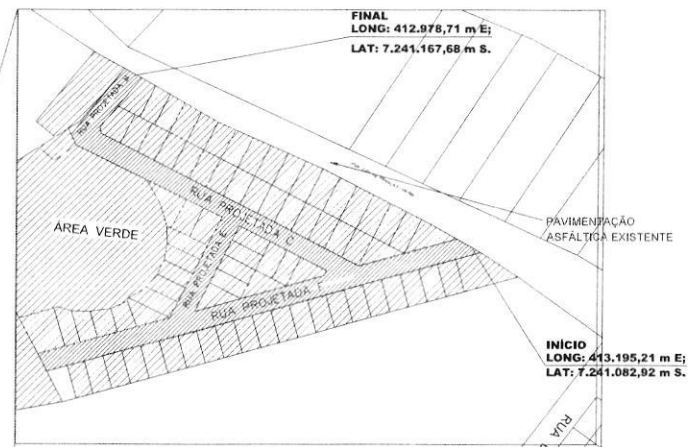 FINAL
LONG: 412.978,71 m E;
LAT: 7.241.167,68 m S.
RUA PROJETADA
RUA PROJETADA
ÁREA VERDE
RUA PROJETADA E
PAVIMENTAÇÃO
ASFÁLTICA EXISTENTE
RUA PROJETADA
INÍCIO
LONG: 413.195,21 m E;
LAT: 7.241.082,92 m S.
RUA